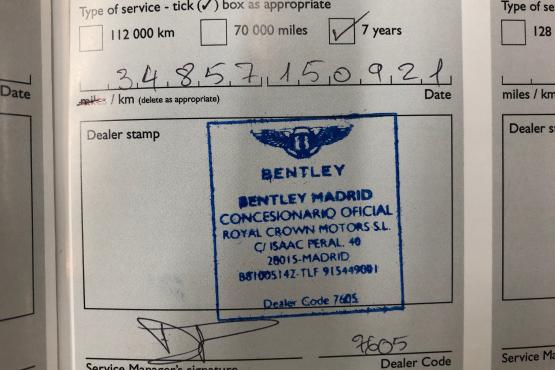 Type of service - tick (✓) box as appropriate
Type of se
112 000 km 70 000 miles ✓ 7 years
128
34857 150921
Date
miles / km (delete as appropriate) Date
miles / km
Dealer stamp
Dealer s
BENTLEY
BENTLEY MADRID
CONCESIONARIO OFICIAL
ROYAL CROWN MOTORS S.L.
C/ ISAAC PERAL. 40
28015-MADRID
B81005142-TLF 915449001
Dealer Code 7605
7605
Service Manager's signature Dealer Code
Service Ma